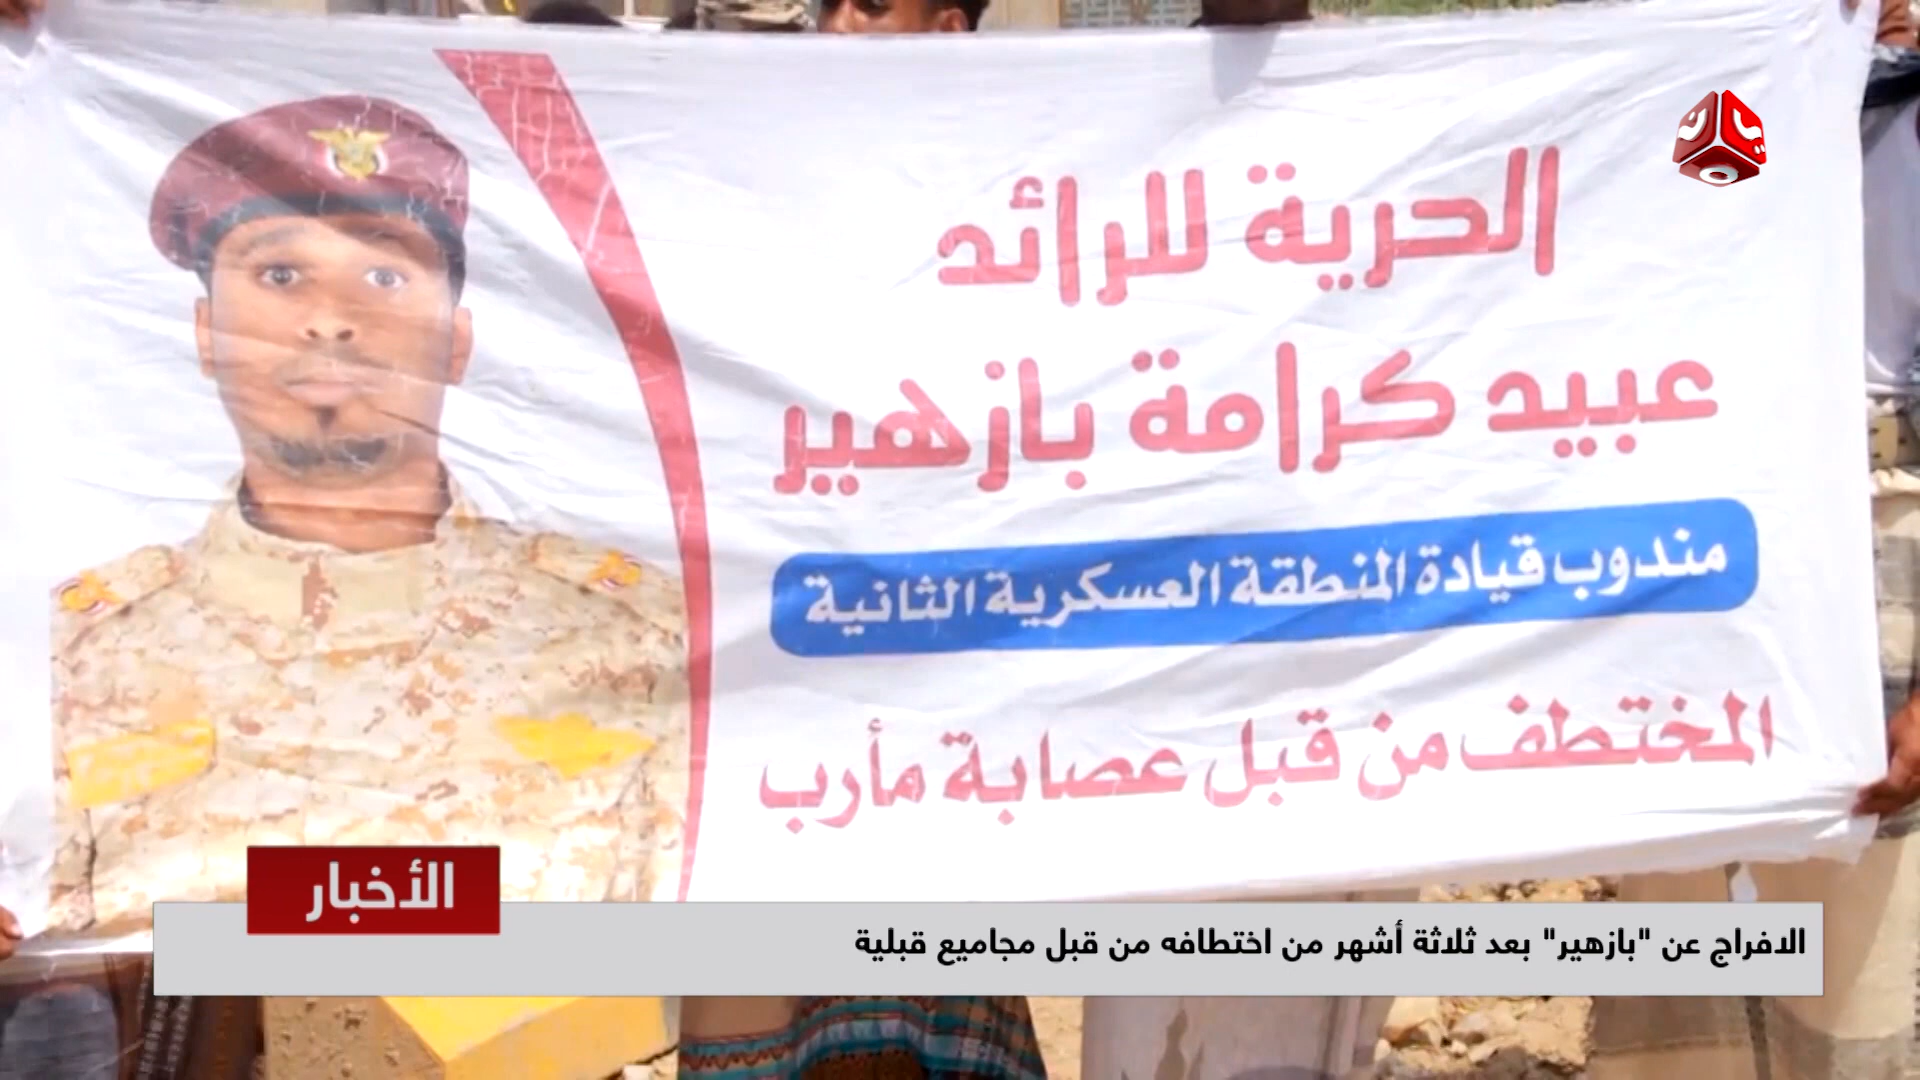 الحرية للرائد
عبيد كرامة بازهير
مندوب قيادة المنطقة العسكرية الثانية
المختطف من قبل عصابة مأرب
الأخبار
الافراج عن "بازهير" بعد ثلاثة أشهر من اختطافه من قبل مجاميع قبلية